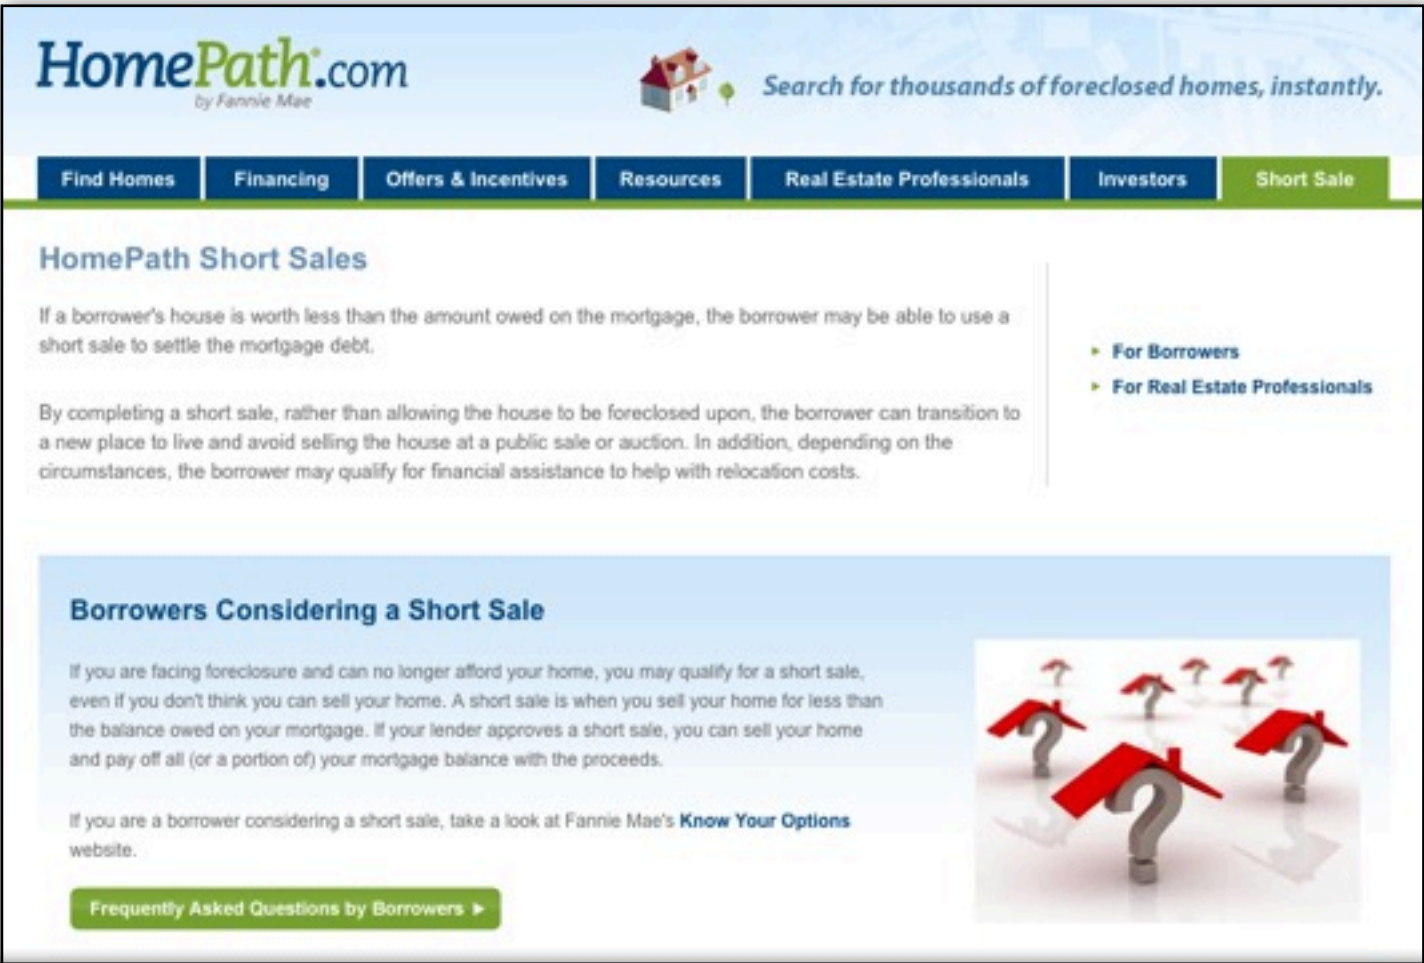 HomePath.com
by Fannie Mae
Search for thousands of foreclosed homes, instantly.
Find Homes
Financing
Offers & Incentives
Resources
Real Estate Professionals
Investors
Short Sale
HomePath Short Sales
If a borrower's house is worth less than the amount owed on the mortgage, the borrower may be able to use a
short sale to settle the mortgage debt.
By completing a short sale, rather than allowing the house to be foreclosed upon, the borrower can transition to
a new place to live and avoid selling the house at a public sale or auction. In addition, depending on the
circumstances, the borrower may qualify for financial assistance to help with relocation costs.
For Borrowers
For Real Estate Professionals
Borrowers Considering a Short Sale
If you are facing foreclosure and can no longer afford your home, you may qualify for a short sale,
even if you don't think you can sell your home. A short sale is when you sell your home for less than
the balance owed on your mortgage. If your lender approves a short sale, you can sell your home
and pay off all (or a portion of) your mortgage balance with the proceeds.
If you are a borrower considering a short sale, take a look at Fannie Mae's Know Your Options
website.
Frequently Asked Questions by Borrowers